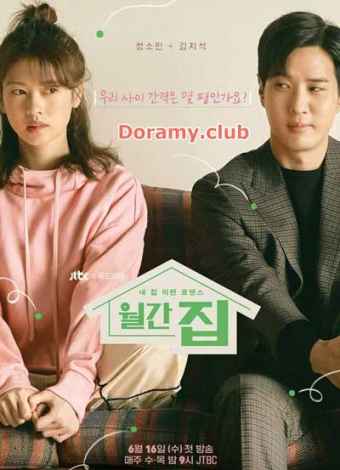 정소민 + 김지석
우리 사이 간격은 몇 평인가요?
Doramy.club
jtbc
내 집 마련 로맨스
월간 집
6월 16일 (수) 첫 방송
매주 수·목 밤 9시 JTBC